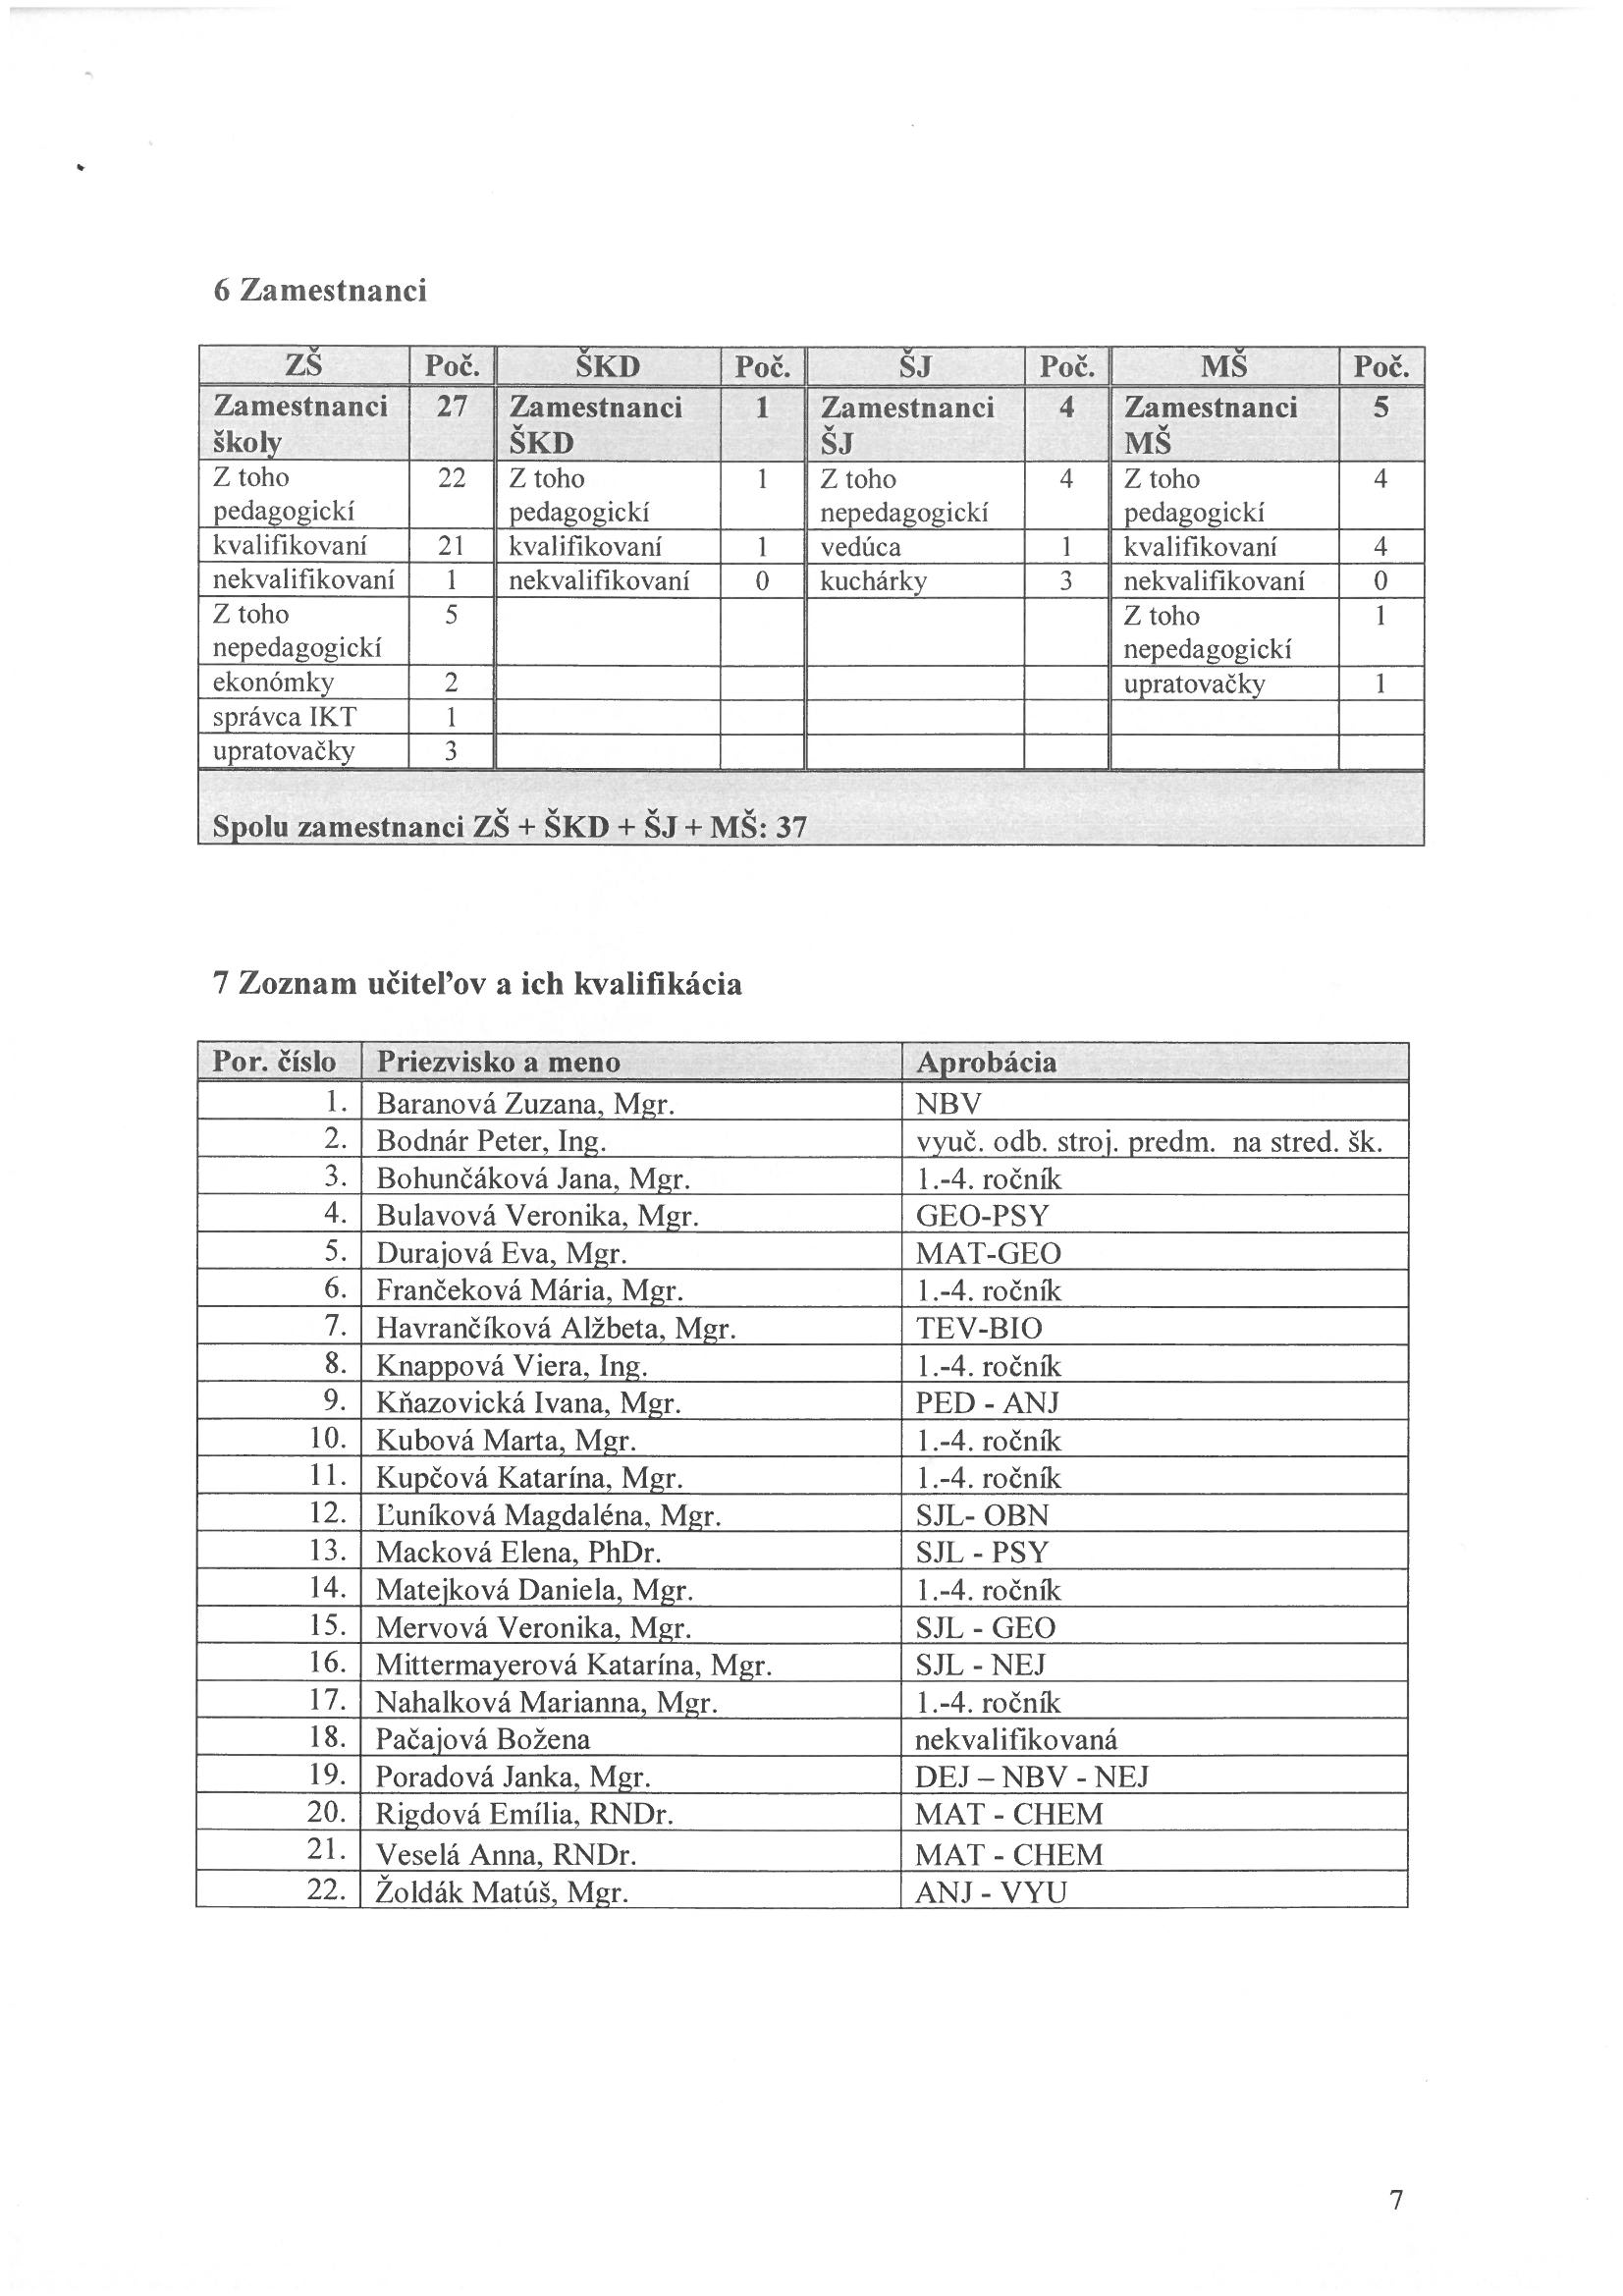 6 Zamestnanci
ZŠ Poč. ŠKD Poč. ŠJ Poč. MŠ Poč.
Zamestnanci 27 Zamestnanci 1 Zamestnanci 4 Zamestnanci 5
školy ŠKD ŠJ MŠ
Z toho 22 Z toho 1 Z toho 4 Z toho 4
pedagogickí pedagogickí nepedagogickí pedagogickí
kvalifikovaní 21 kvalifikovaní 1 vedúca 1 kvalifikovaní 4
nekvalifikovaní 1 nekvalifikovaní 0 kuchárky 3 nekvalifikovaní 0
Z toho 5 Z toho 1
nepedagogickí nepedagogickí
ekonómky 2 upratovačky 1
správca IKT 1
upratovačky 3
Spolu zamestnanci ZŠ + ŠKD + ŠJ + MŠ: 37
7 Zoznam učiteľov a ich kvalifikácia
Por. číslo Priezvisko a meno Aprobácia
1. Baranová Zuzana, Mgr. NBV
2. Bodnár Peter, Ing. vyuč. odb. stroj. predm. na stred. šk.
3. Bohunčáková Jana, Mgr. 1.-4. ročník
4. Bulavová Veronika, Mgr. GEO-PSY
5. Durajová Eva, Mgr. MAT-GEO
6. Frančeková Mária, Mgr. 1.-4. ročník
7. Havrančíková Alžbeta, Mgr. TEV-BIO
8. Knappová Viera, Ing. 1.-4. ročník
9. Kňazovická Ivana, Mgr. PED - ANJ
10. Kubová Marta, Mgr. 1.-4. ročník
11. Kupčová Katarína, Mgr. 1.-4. ročník
12. Ľuníková Magdaléna, Mgr. SJL- OBN
13. Macková Elena, PhDr. SJL - PSY
14. Matejková Daniela, Mgr. 1.-4. ročník
15. Mervová Veronika, Mgr. SJL - GEO
16. Mittermayerová Katarína, Mgr. SJL - NEJ
17. Nahalková Marianna, Mgr. 1.-4. ročník
18. Pačajová Božena nekvalifikovaná
19. Poradová Janka, Mgr. DEJ – NBV - NEJ
20. Rigdová Emília, RNDr. MAT - CHEM
21. Veselá Anna, RNDr. MAT - CHEM
22. Žoldák Matúš, Mgr. ANJ - VYU
7